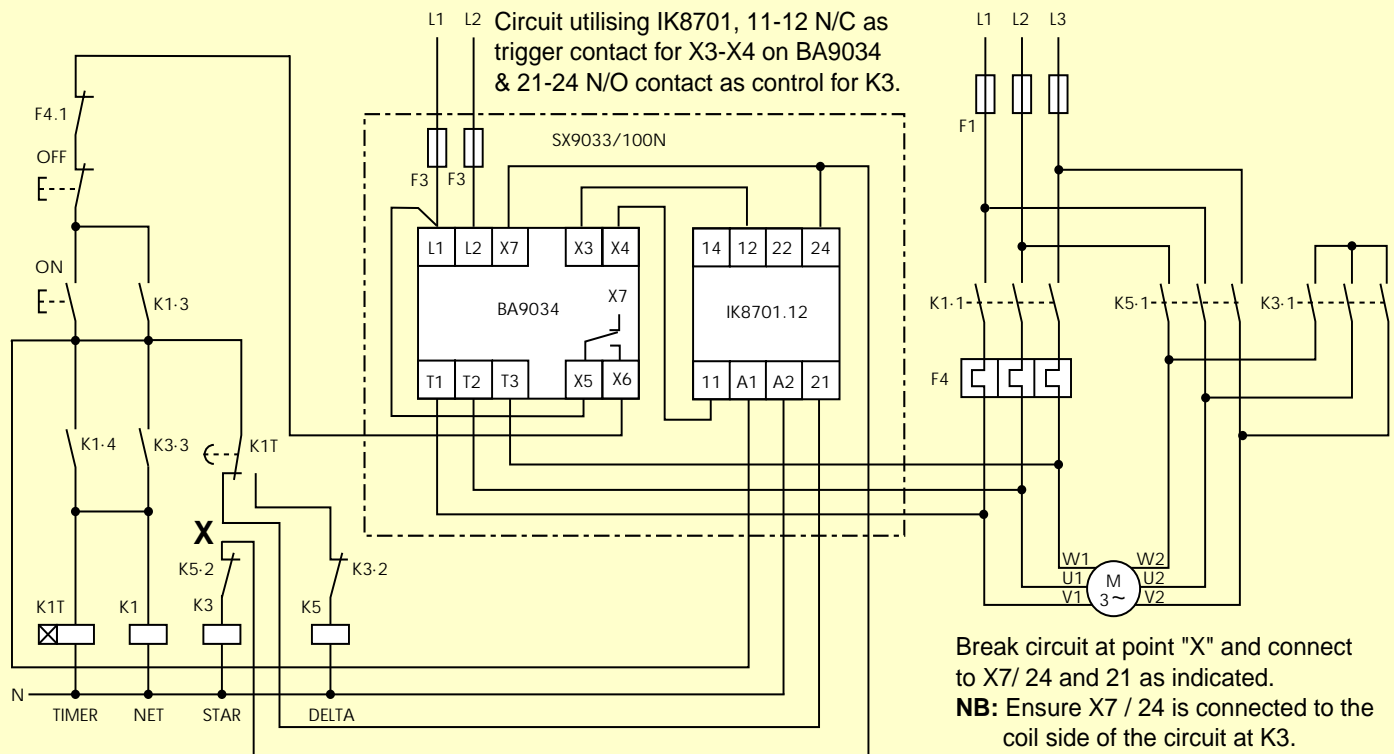 L1 L2 Circuit utilising IK8701, 11-12 N/C as
trigger contact for X3-X4 on BA9034
& 21-24 N/O contact as control for K3.
L1 L2 L3
F4.1
OFF
ON
K1·3
K1·4
K3·3
K1T
X
K5·2
K3·2
K1T
K1
K3
K5
N
TIMER
NET
STAR
DELTA
SX9033/100N
F3
F3
L1 L2 X7 X3 X4
BA9034
X7
T1 T2 T3 X5 X6
14 12 22 24
IK8701.12
11 A1 A2 21
F1
K1·1
K5·1
K3·1
F4
W1 W2
U1 U2
V1 V2
M
3~
Break circuit at point "X" and connect
to X7/ 24 and 21 as indicated.
NB: Ensure X7 / 24 is connected to the
coil side of the circuit at K3.